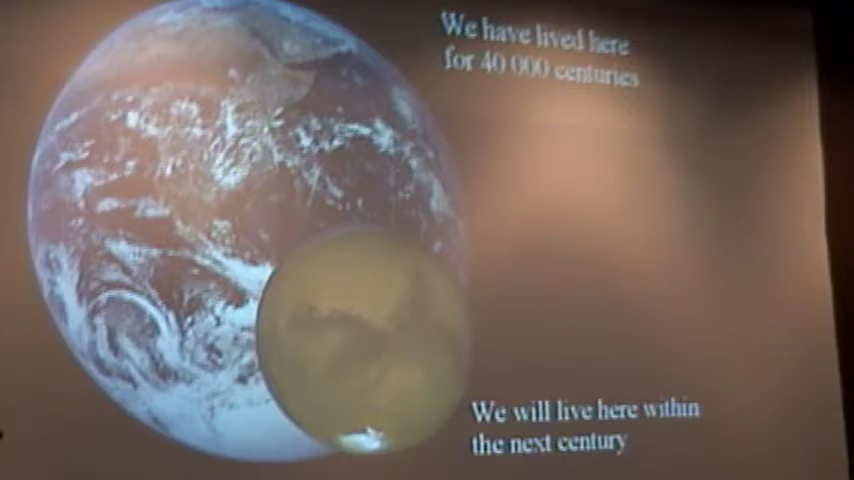 We have lived here
for 40 000 centuries
We will live here within
the next century